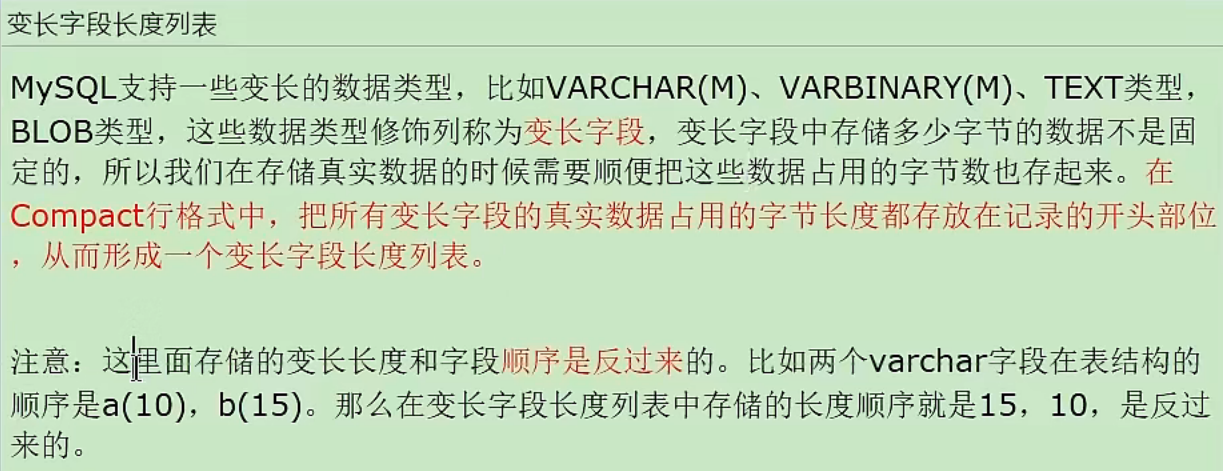 变长字段长度列表
MySQL支持一些变长的数据类型，比如VARCHAR(M)、VARBINARY(M)、TEXT类型，
BLOB类型，这些数据类型修饰列称为变长字段，变长字段中存储多少字节的数据不是固
定的，所以我们在存储真实数据的时候需要顺便把这些数据占用的字节数也存起来。在
Compact行格式中，把所有变长字段的真实数据占用的字节长度都存放在记录的开头部位
，从而形成一个变长字段长度列表。
注意：这里面存储的变长长度和字段顺序是反过来的。比如两个varchar字段在表结构的
顺序是a(10)，b(15)。那么在变长字段长度列表中存储的长度顺序就是15，10，是反过
来的。